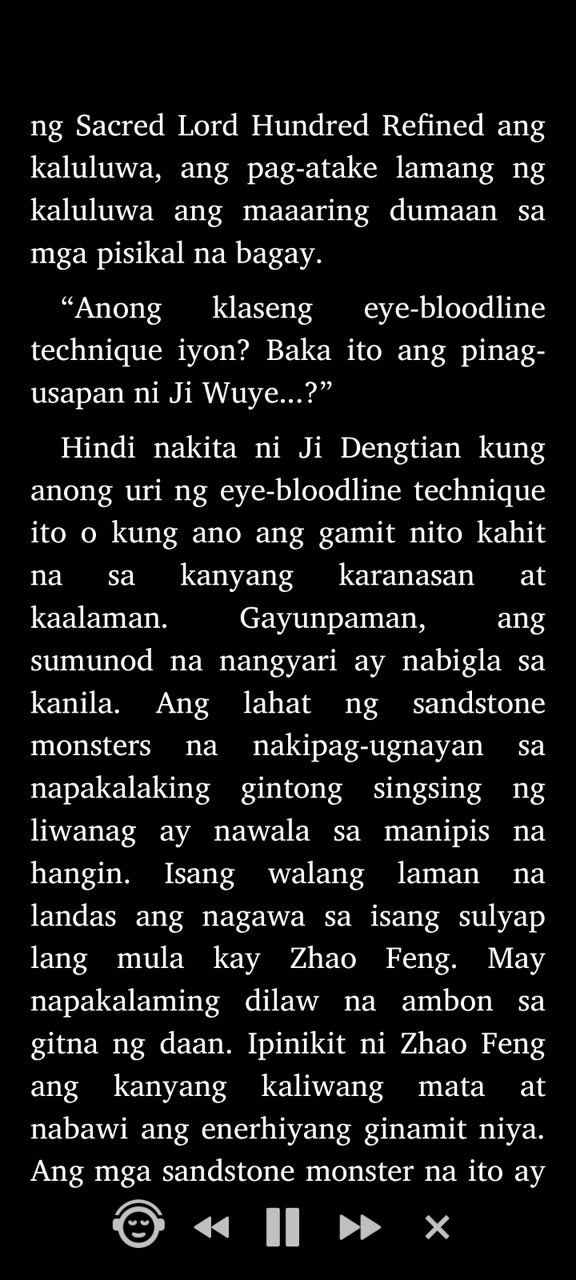 ng Sacred Lord Hundred Refined ang
kaluluwa, ang pag-atake lamang ng
kaluluwa ang maaaring dumaan sa
mga pisikal na bagay.
“Anong klaseng eye-bloodline
technique iyon? Baka ito ang pinag-
usapan ni Ji Wuye...?”
Hindi nakita ni Ji Dengtian kung
anong uri ng eye-bloodline technique
ito o kung ano ang gamit nito kahit
na sa kanyang karanasan at
kaalaman. Gayunpaman, ang
sumunod na nangyari ay nabigla sa
kanila. Ang lahat ng sandstone
monsters na nakipag-ugnayan sa
napakalaking gintong singsing ng
liwanag ay nawala sa manipis na
hangin. Isang walang laman na
landas ang nagawa sa isang sulyap
lang mula kay Zhao Feng. May
napakalaming dilaw na ambon sa
gitna ng daan. Ipinikit ni Zhao Feng
ang kanyang kaliwang mata at
nabawi ang enerhiyang ginamit niya.
Ang mga sandstone monster na ito ay